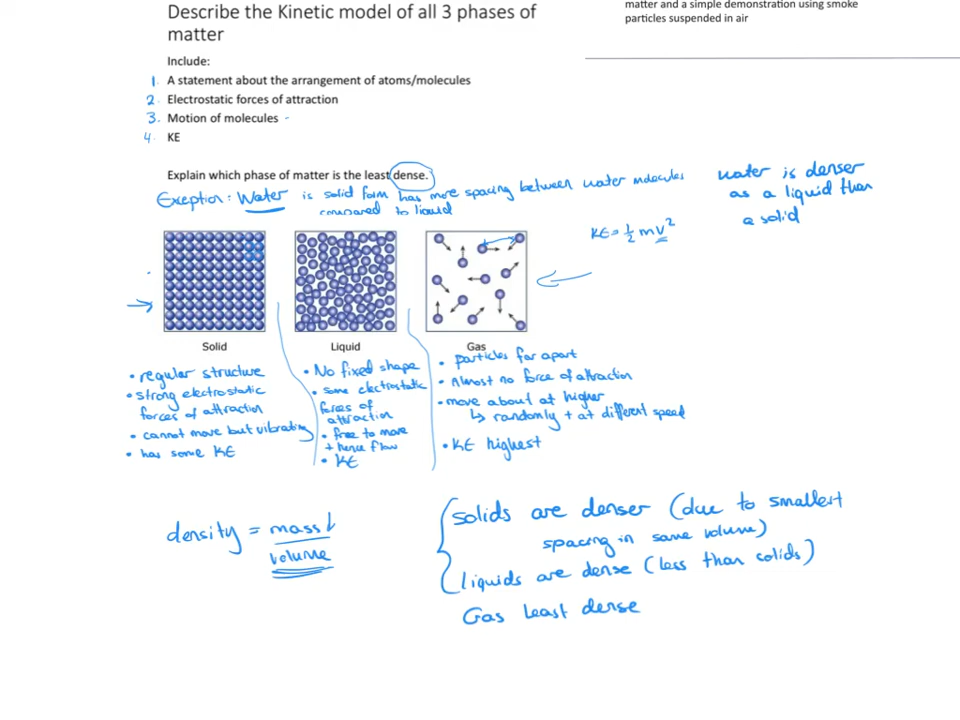 Describe the Kinetic model of all 3 phases of
matter
matter and a simple demonstration using smoke
particles suspended in air
Include:
1. A statement about the arrangement of atoms/molecules
2. Electrostatic forces of attraction
3. Motion of molecules -
4. KE
Explain which phase of matter is the least dense.
Exception: Water is solid form has more spacing between water molecules
compared to liquid
water is denser
as a liquid than
a solid
KE = ½ mv²
Solid
Liquid
Gas
• regular structure
• strong electrostatic
forces of attraction
• cannot move but vibrating
• has some KE
• No fixed shape
• some electrostatic
forces of
attraction
• free to move
+ hence flow
• KE
• particles far apart
• Almost no force of attraction
• move about at higher
↳ randomly + at different speed
• KE highest
density = mass↓
volume
solids are denser (due to smallest
spacing in same volume)
liquids are dense (less than solids)
Gas least dense